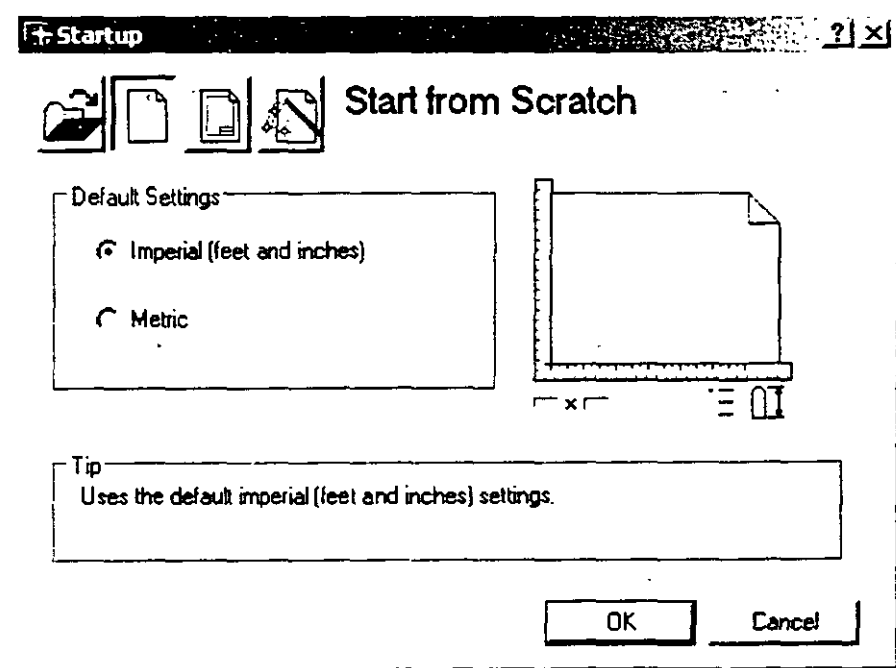 Startup
Start from Scratch
Default Settings
Imperial (feet and inches)
Metric
Tip
Uses the default imperial (feet and inches) settings.
OK
Cancel